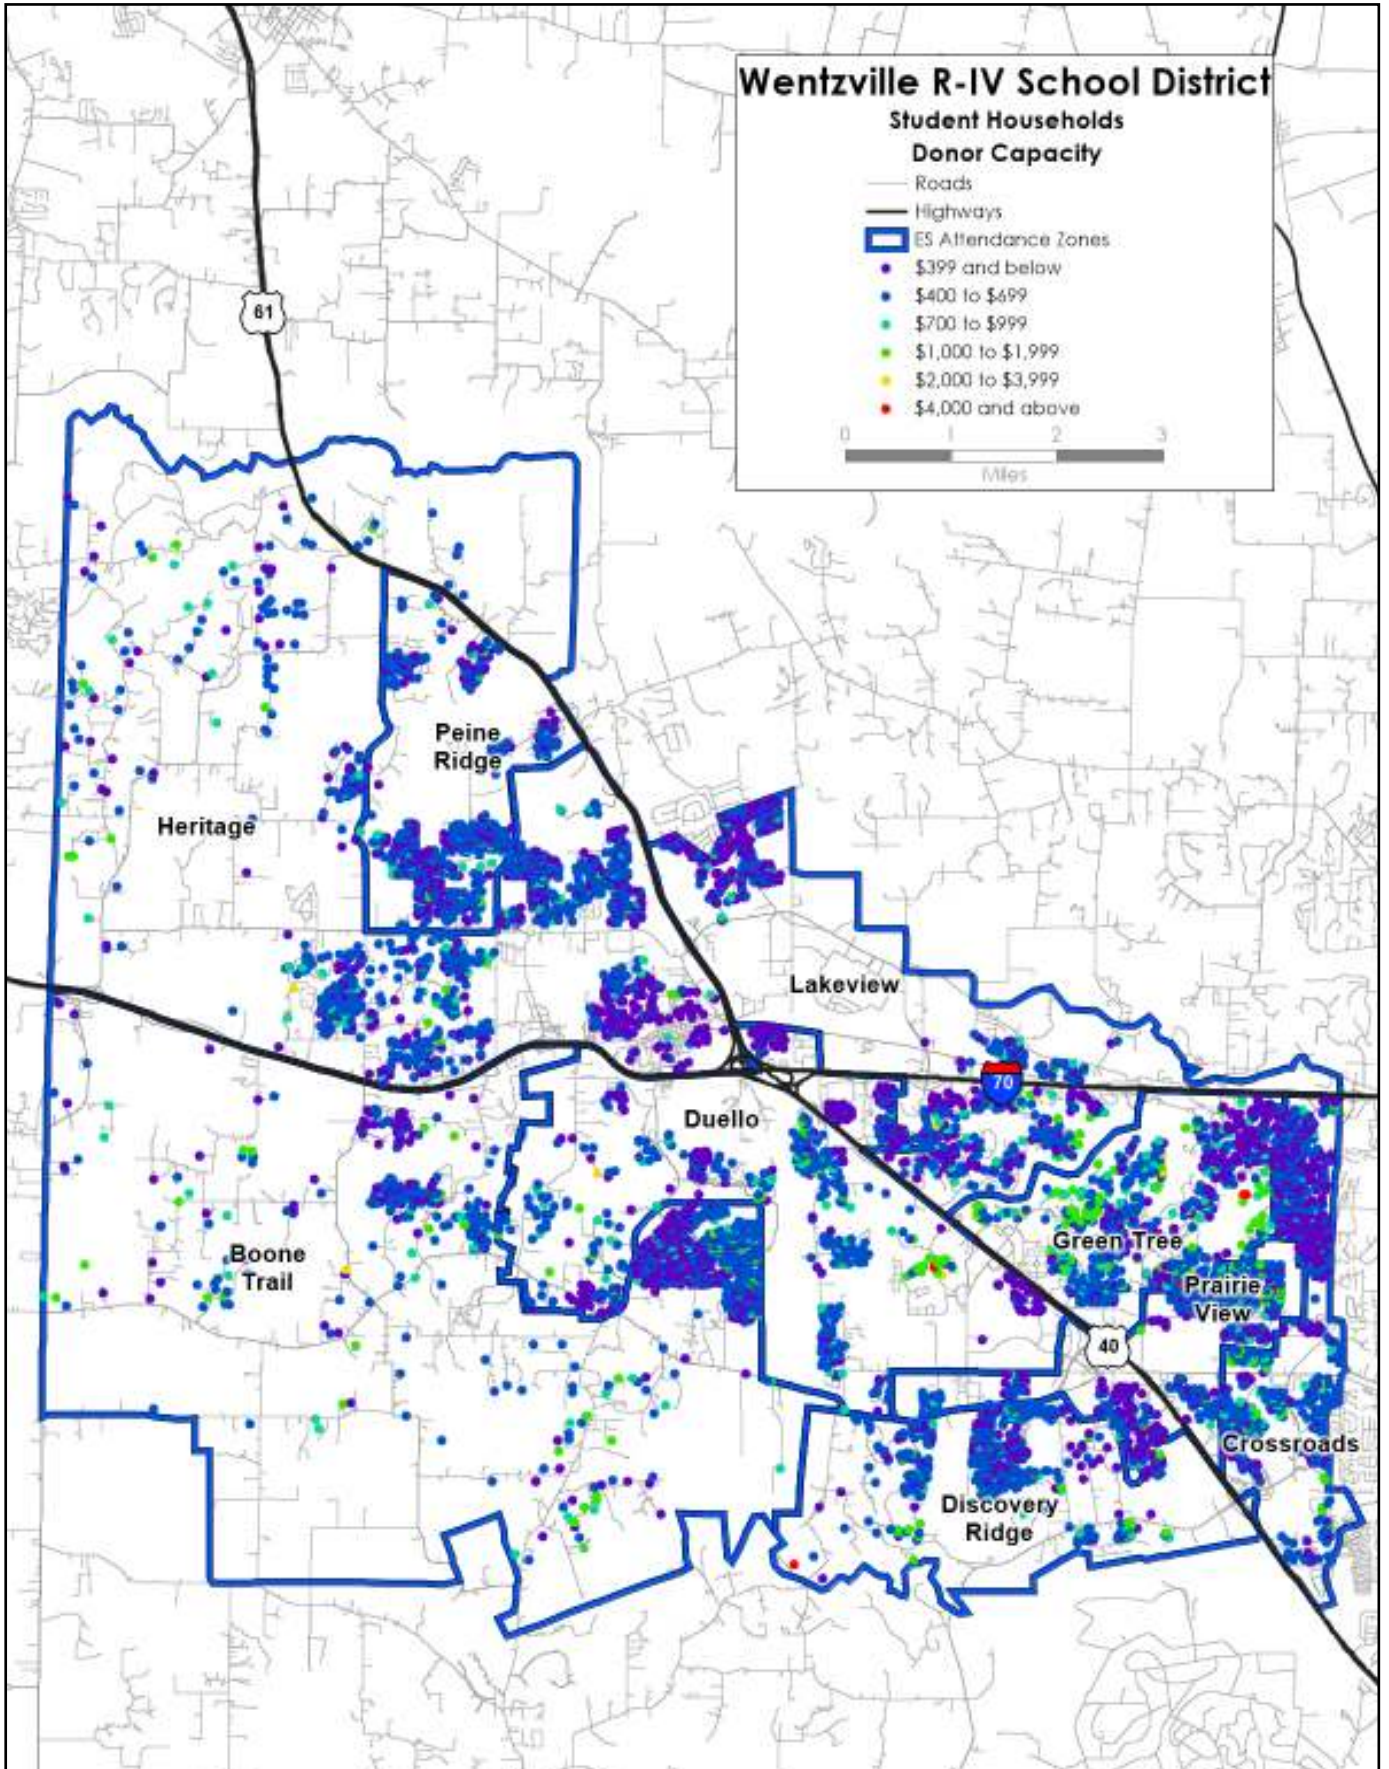 Wentzville R-IV School District
Student Households
Donor Capacity
Roads
Highways
ES Attendance Zones
$399 and below
$400 to $699
$700 to $999
$1,000 to $1,999
$2,000 to $3,999
$4,000 and above
0 1 2 3
Miles
61
Peine
Ridge
Heritage
Lakeview
70
Duello
Green Tree
Boone
Trail
Prairie
View
40
Crossroads
Discovery
Ridge